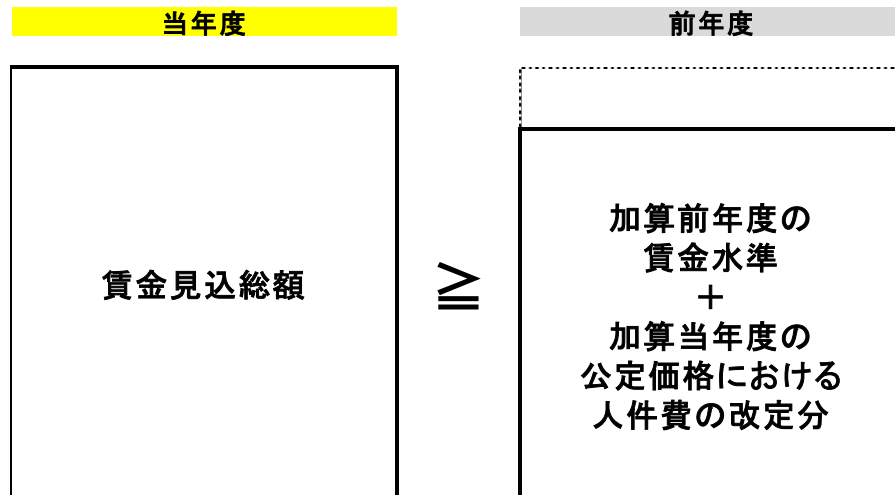 当年度
前年度
賃金見込総額
≧
加算前年度の
賃金水準
＋
加算当年度の
公定価格における
人件費の改定分